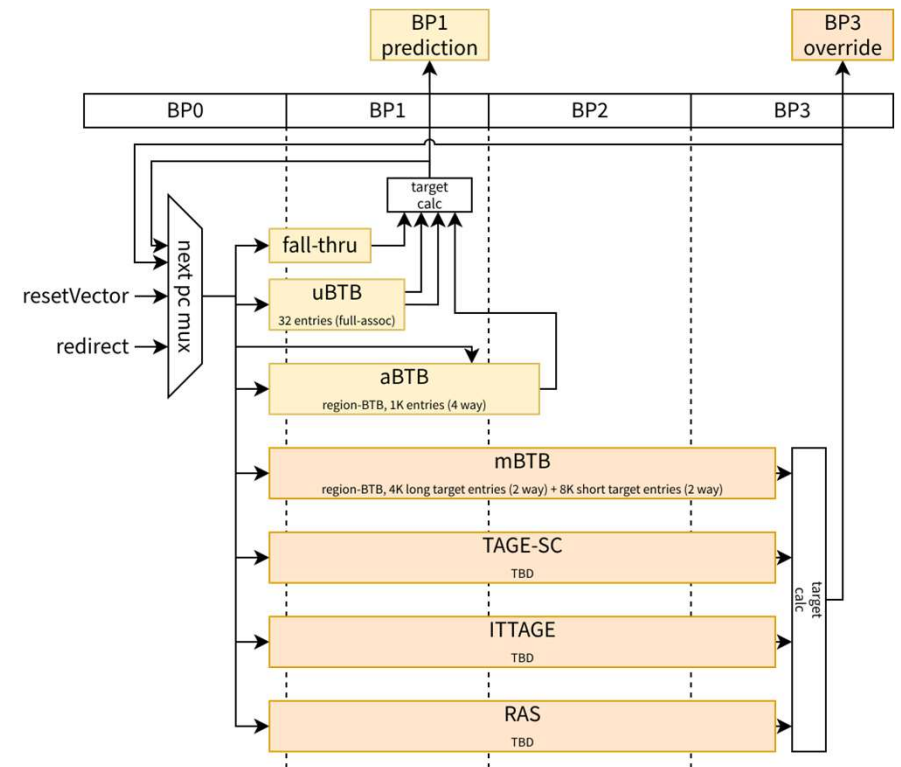 BP1
prediction
BP3
override
BP0
BP1
BP2
BP3
target
calc
next pc mux
fall-thru
uBTB
32 entries (full-assoc)
resetVector
redirect
aBTB
region-BTB, 1K entries (4 way)
mBTB
region-BTB, 4K long target entries (2 way) + 8K short target entries (2 way)
TAGE-SC
TBD
target
calc
ITTAGE
TBD
RAS
TBD